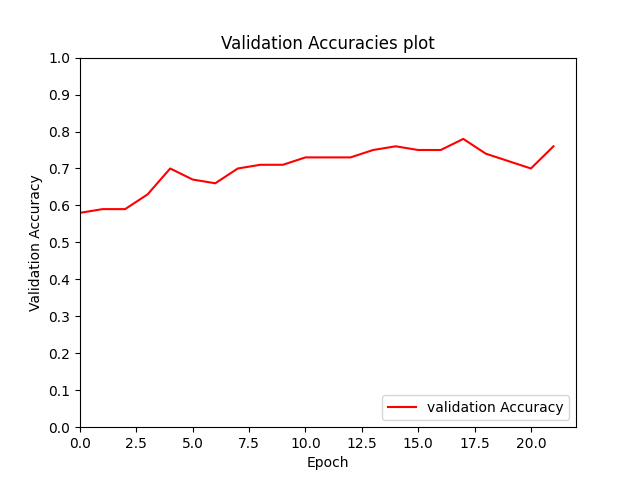 Validation Accuracies plot
1.0
0.9
0.8
0.7
0.6
0.5
0.4
0.3
0.2
0.1
0.0
Validation Accuracy
validation Accuracy
0.0 2.5 5.0 7.5 10.0 12.5 15.0 17.5 20.0
Epoch